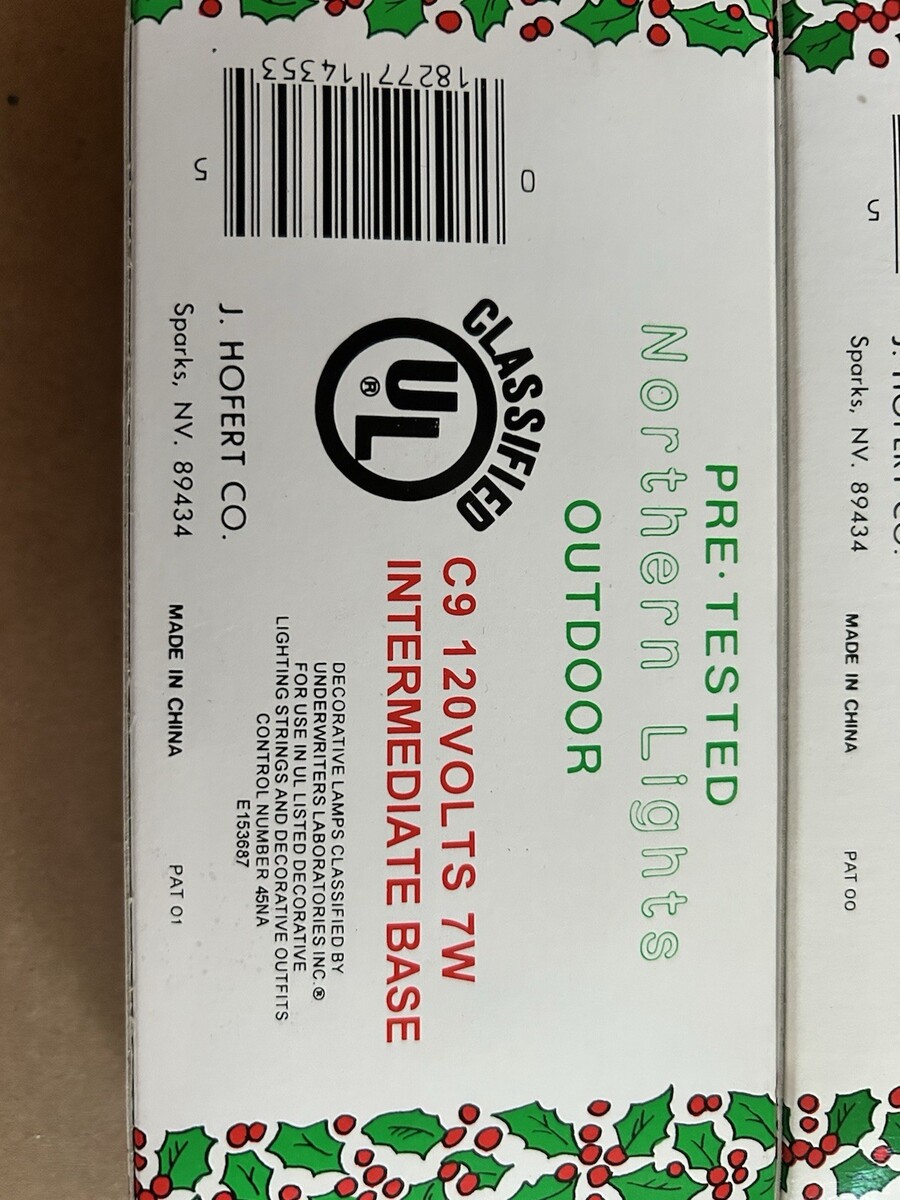 PRE·TESTED
Northern Lights
OUTDOOR
CLASSIFIED
UL®
C9 120VOLTS 7W
INTERMEDIATE BASE
DECORATIVE LAMPS CLASSIFIED BY
UNDERWRITERS LABORATORIES INC.®
FOR USE IN UL LISTED DECORATIVE
LIGHTING STRINGS AND DECORATIVE OUTFITS
CONTROL NUMBER 45NA
E153687
0 18277 14353 5
J. HOFERT CO.
Sparks, NV. 89434 MADE IN CHINA PAT 01
5
J. HOFERT CO.
Sparks, NV. 89434 MADE IN CHINA PAT 00